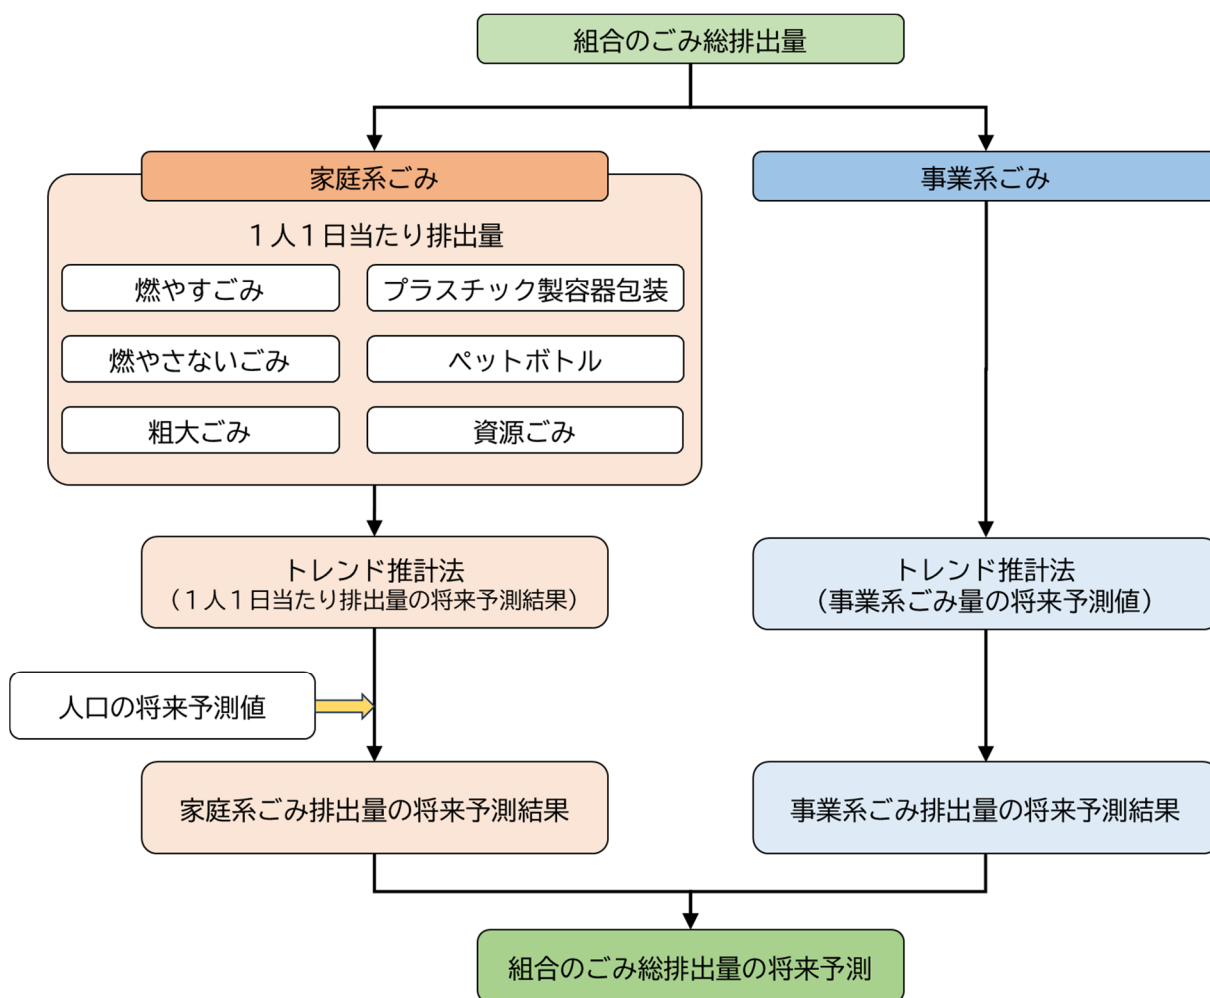 組合のごみ総排出量
家庭系ごみ
事業系ごみ
１人１日当たり排出量
燃やすごみ
プラスチック製容器包装
燃やさないごみ
ペットボトル
粗大ごみ
資源ごみ
トレンド推計法
（１人１日当たり排出量の将来予測結果）
トレンド推計法
（事業系ごみ量の将来予測値）
人口の将来予測値
家庭系ごみ排出量の将来予測結果
事業系ごみ排出量の将来予測結果
組合のごみ総排出量の将来予測